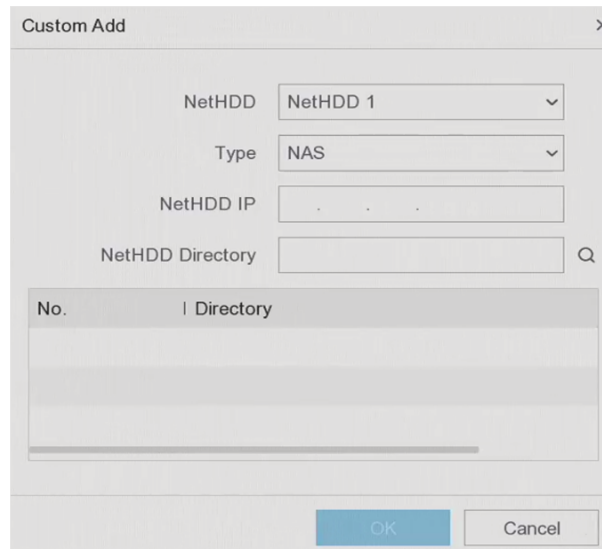 Custom Add
NetHDD NetHDD 1
Type NAS
NetHDD IP . . .
NetHDD Directory
No. Directory
OK Cancel